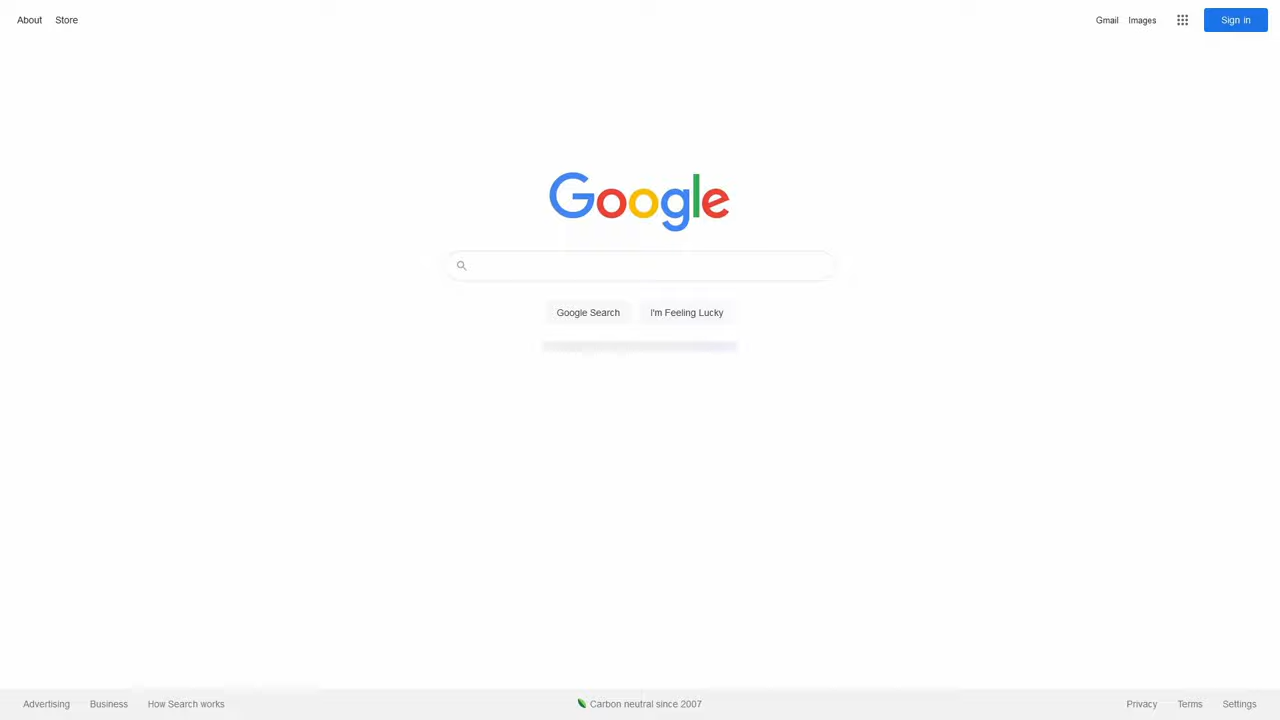 About Store
Gmail Images Sign in
Google
Google Search I'm Feeling Lucky
Advertising Business How Search works
Carbon neutral since 2007
Privacy Terms Settings